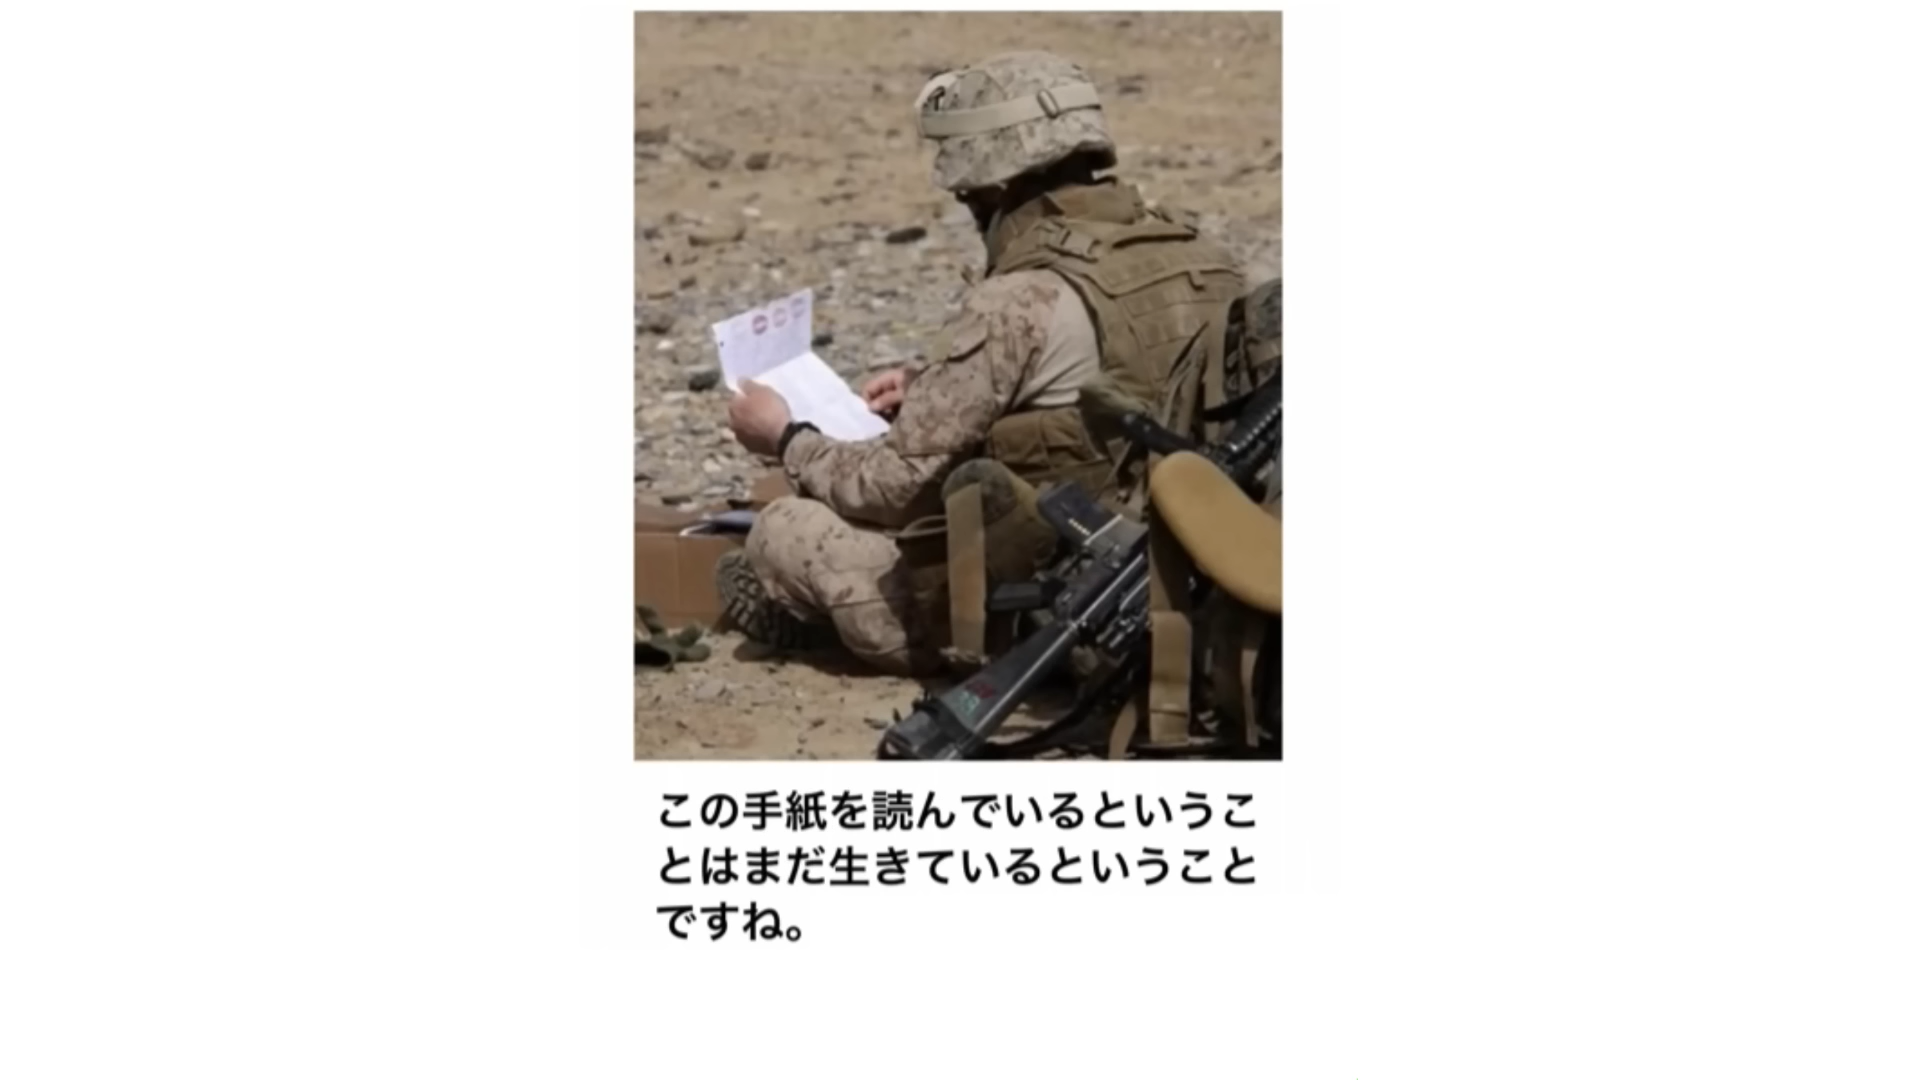 この手紙を読んでいるというこ
とはまだ生きているということ
ですね。